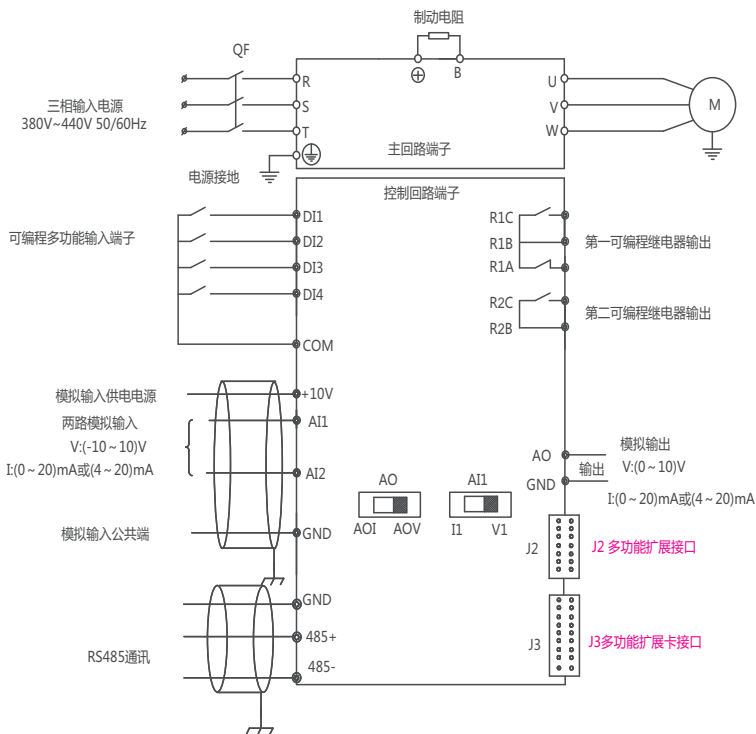 制动电阻
QF
⊕
B
R
U
三相输入电源
S
V
M
380V~440V 50/60Hz
T
W
主回路端子
电源接地
控制回路端子
DI1
R1C
可编程多功能输入端子
DI2
R1B
第一可编程继电器输出
DI3
R1A
DI4
R2C
第二可编程继电器输出
R2B
COM
模拟输入供电电源
+10V
两路模拟输入
AI1
V:(-10~10)V
I:(0~20)mA或(4~20)mA
AI2
模拟输出
AO
输出
V:(0~10)V
GND
I:(0~20)mA或(4~20)mA
AO
AI1
AOI
AOV
I1
V1
模拟输入公共端
GND
J2
J2 多功能扩展接口
GND
485+
J3
J3多功能扩展卡接口
RS485通讯
485-